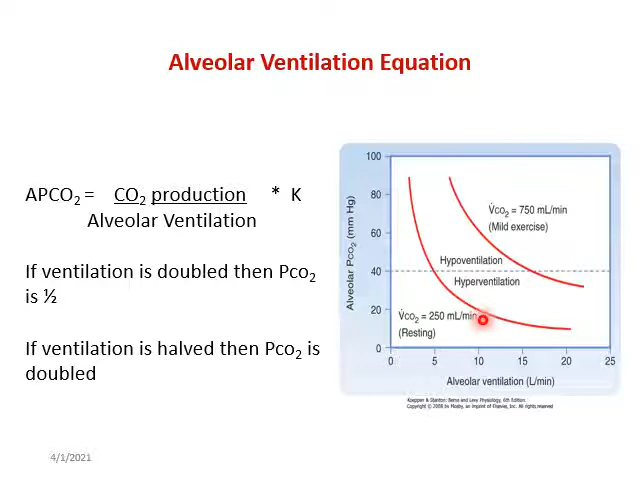 Alveolar Ventilation Equation
APCO₂ = CO₂ production * K
Alveolar Ventilation
If ventilation is doubled then Pco₂
is ½
If ventilation is halved then Pco₂ is
doubled
Alveolar PCO₂ (mm Hg)
100
80
60
40
20
0
V̇CO₂ = 750 mL/min
(Mild exercise)
Hypoventilation
Hyperventilation
V̇CO₂ = 250 mL/min
(Resting)
0 5 10 15 20 25
Alveolar ventilation (L/min)
Koeppen & Stanton: Berne and Levy Physiology, 6th Edition.
Copyright © 2008 by Mosby, an imprint of Elsevier, Inc. All rights reserved
4/1/2021